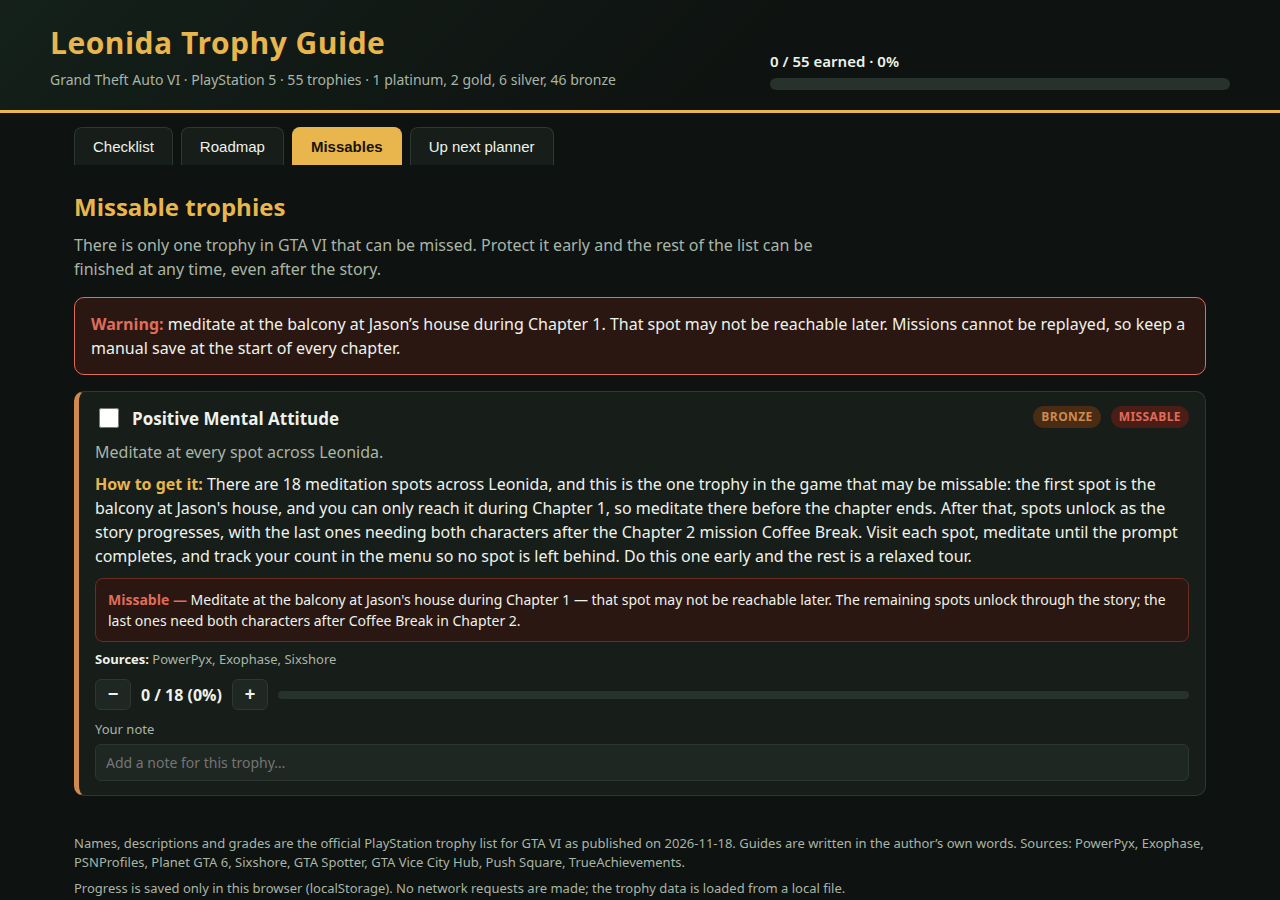 Leonida Trophy Guide
Grand Theft Auto VI · PlayStation 5 · 55 trophies · 1 platinum, 2 gold, 6 silver, 46 bronze
0 / 55 earned · 0%
Checklist
Roadmap
Missables
Up next planner
Missable trophies
There is only one trophy in GTA VI that can be missed. Protect it early and the rest of the list can be
finished at any time, even after the story.
Warning: meditate at the balcony at Jason’s house during Chapter 1. That spot may not be reachable later. Missions cannot be replayed, so keep a
manual save at the start of every chapter.
Positive Mental Attitude
BRONZE
MISSABLE
Meditate at every spot across Leonida.
How to get it: There are 18 meditation spots across Leonida, and this is the one trophy in the game that may be missable: the first spot is the
balcony at Jason's house, and you can only reach it during Chapter 1, so meditate there before the chapter ends. After that, spots unlock as the
story progresses, with the last ones needing both characters after the Chapter 2 mission Coffee Break. Visit each spot, meditate until the prompt
completes, and track your count in the menu so no spot is left behind. Do this one early and the rest is a relaxed tour.
Missable — Meditate at the balcony at Jason's house during Chapter 1 — that spot may not be reachable later. The remaining spots unlock through the story; the
last ones need both characters after Coffee Break in Chapter 2.
Sources: PowerPyx, Exophase, Sixshore
− 0 / 18 (0%) +
Your note
Add a note for this trophy...
Names, descriptions and grades are the official PlayStation trophy list for GTA VI as published on 2026-11-18. Guides are written in the author’s own words. Sources: PowerPyx, Exophase,
PSNProfiles, Planet GTA 6, Sixshore, GTA Spotter, GTA Vice City Hub, Push Square, TrueAchievements.
Progress is saved only in this browser (localStorage). No network requests are made; the trophy data is loaded from a local file.